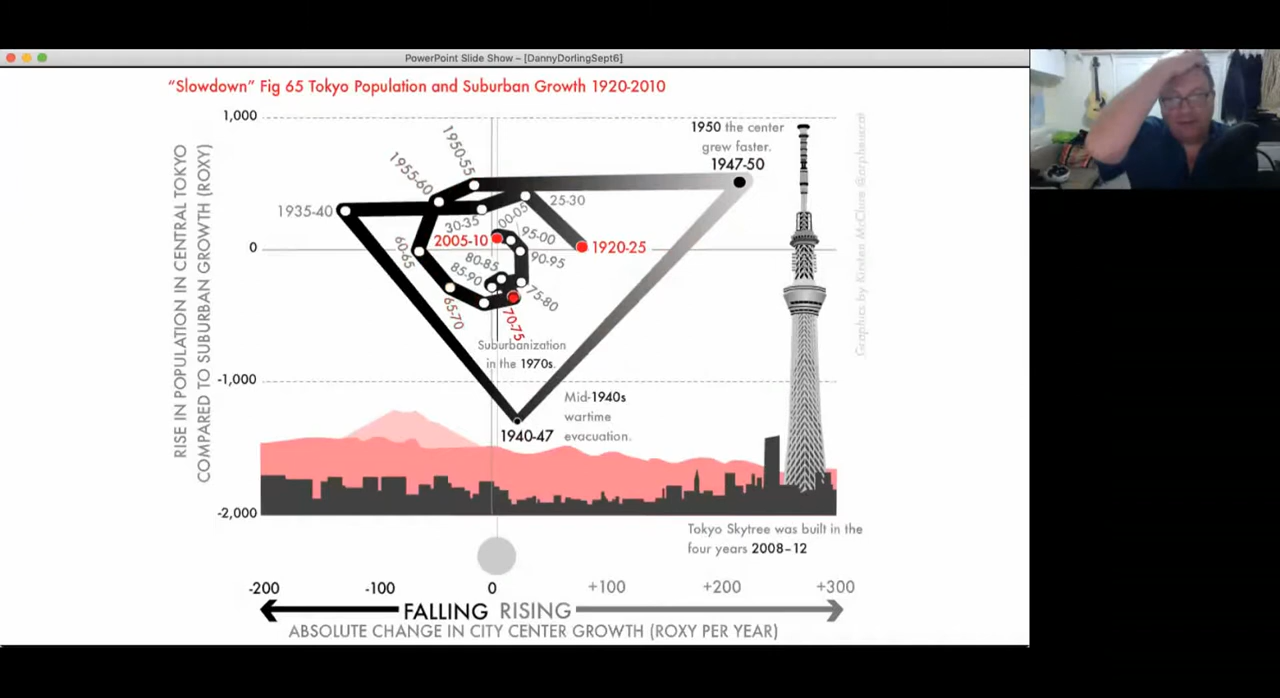 PowerPoint Slide Show – [DannyDorlingSept6]
"Slowdown" Fig 65 Tokyo Population and Suburban Growth 1920-2010
RISE IN POPULATION IN CENTRAL TOKYO
COMPARED TO SUBURBAN GROWTH (ROXY)
1,000
0
-1,000
-2,000
1950 the center
grew faster.
1947-50
1950-55
1955-60
1935-40
25-30
30-35
00-05
2005-10
95-00
1920-25
60-65
80-85
90-95
85-90
75-80
65-70
70-75
Suburbanization
in the 1970s.
Mid-1940s
wartime
evacuation.
1940-47
Graphics by Kirsten McClure @orpheuscat
Tokyo Skytree was built in the
four years 2008–12
-200
-100
0
+100
+200
+300
FALLING RISING
ABSOLUTE CHANGE IN CITY CENTER GROWTH (ROXY PER YEAR)